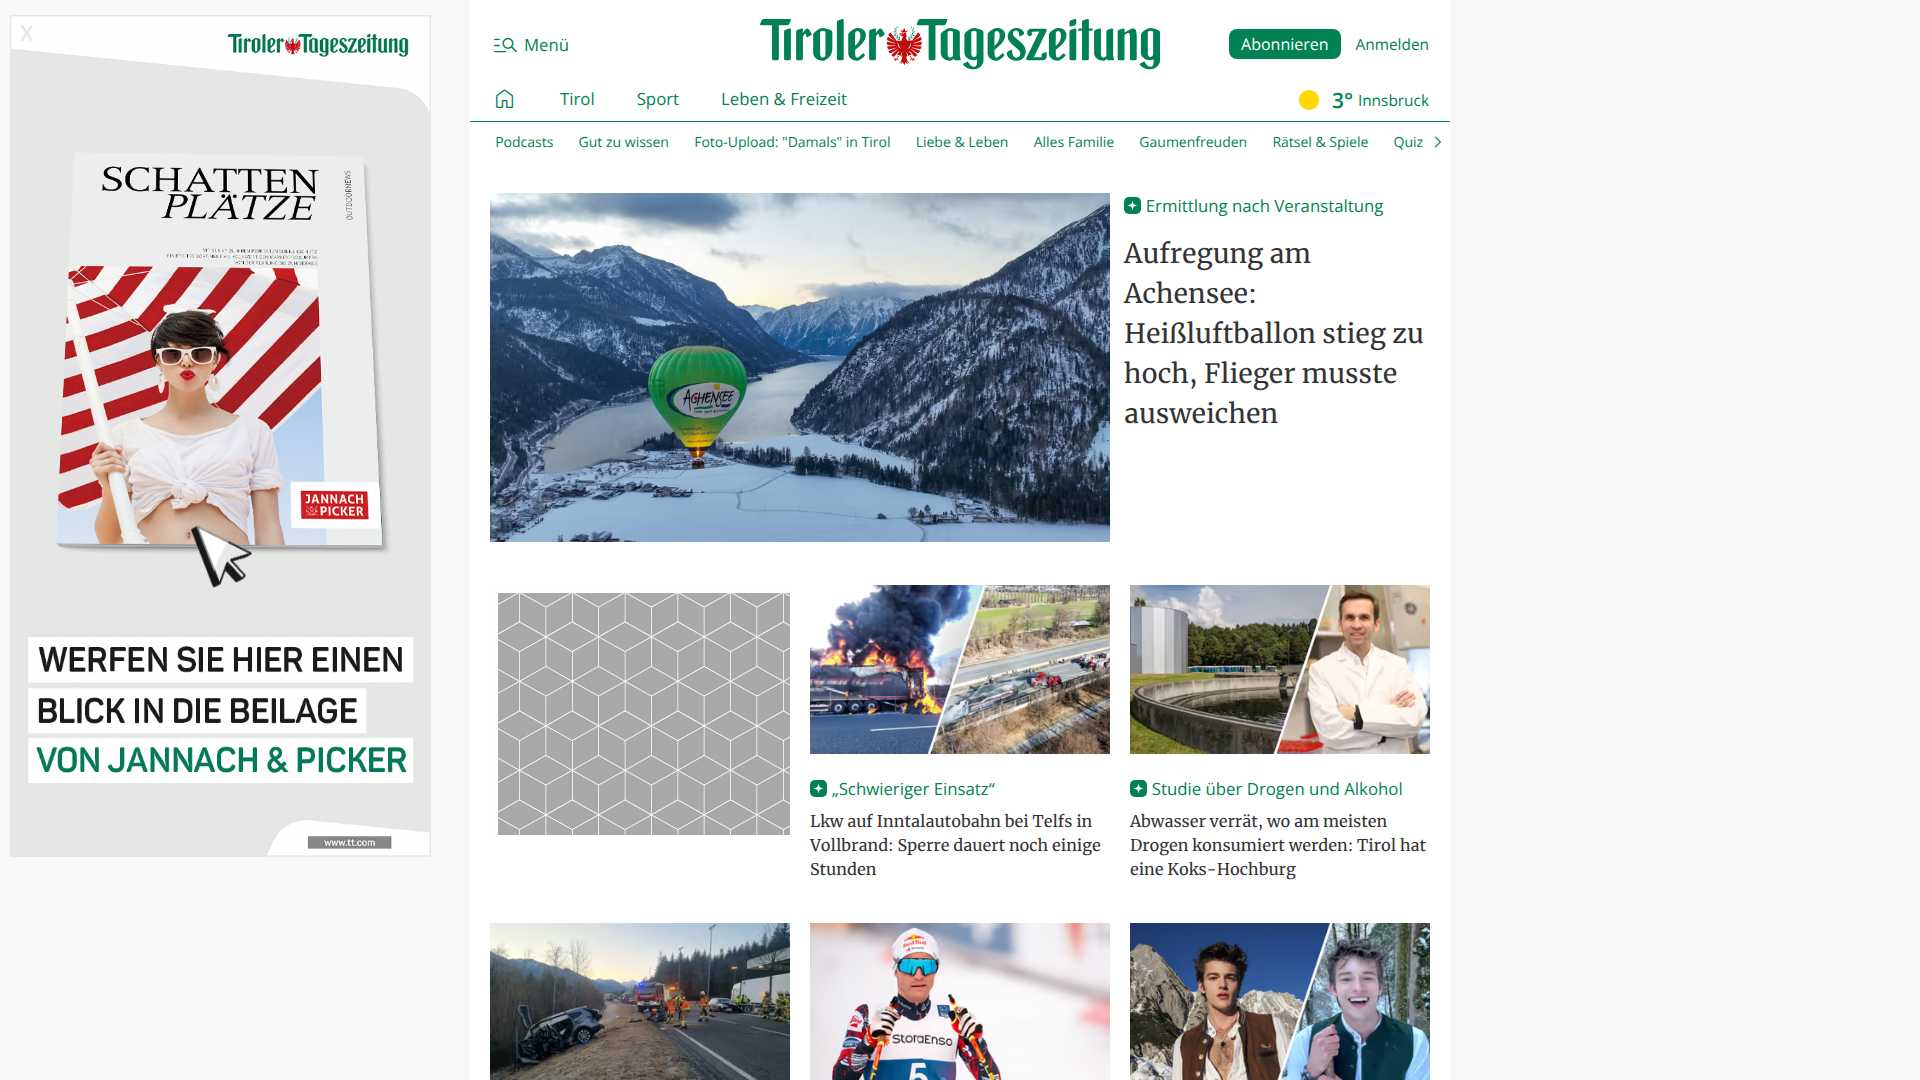 X
Tiroler Tageszeitung
SCHATTEN
PLÄTZE
OUTDOORNEWS
JANNACH
PICKER
WERFEN SIE HIER EINEN
BLICK IN DIE BEILAGE
VON JANNACH & PICKER
www.tt.com
Menü
Tiroler Tageszeitung
Abonnieren
Anmelden
Tirol
Sport
Leben & Freizeit
3° Innsbruck
Podcasts
Gut zu wissen
Foto-Upload: "Damals" in Tirol
Liebe & Leben
Alles Familie
Gaumenfreuden
Rätsel & Spiele
Quiz
ACHENSEE
Ermittlung nach Veranstaltung
Aufregung am
Achensee:
Heißluftballon stieg zu
hoch, Flieger musste
ausweichen
„Schwieriger Einsatz“
Lkw auf Inntalautobahn bei Telfs in
Vollbrand: Sperre dauert noch einige
Stunden
Studie über Drogen und Alkohol
Abwasser verrät, wo am meisten
Drogen konsumiert werden: Tirol hat
eine Koks-Hochburg
Red Bull
StoraEnso
5